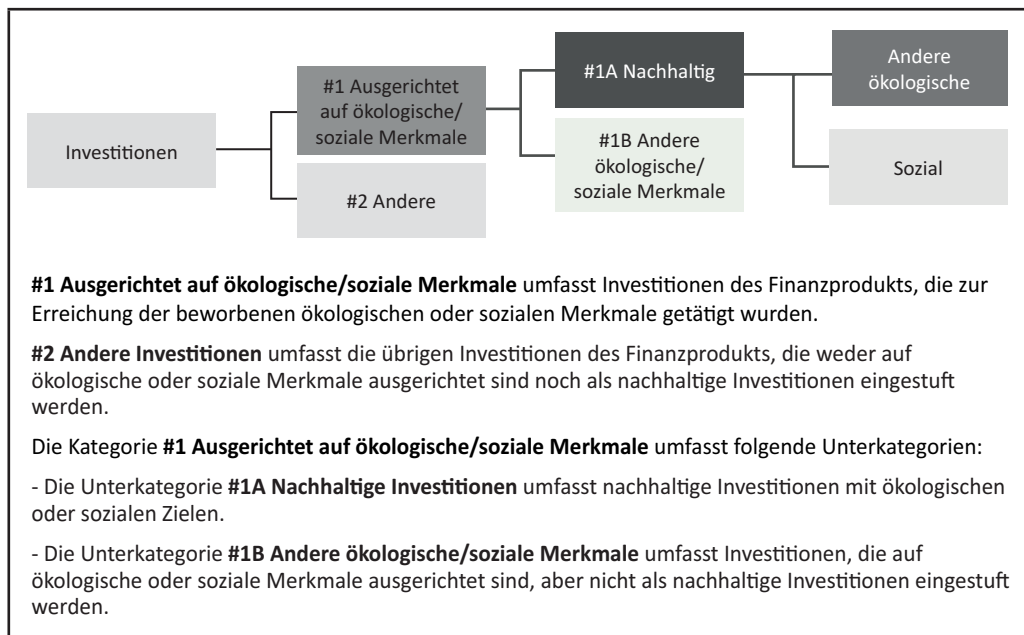 Investitionen
#1 Ausgerichtet
auf ökologische/
soziale Merkmale
#2 Andere
#1A Nachhaltig
#1B Andere
ökologische/
soziale Merkmale
Andere
ökologische
Sozial
#1 Ausgerichtet auf ökologische/soziale Merkmale umfasst Investitionen des Finanzprodukts, die zur
Erreichung der beworbenen ökologischen oder sozialen Merkmale getätigt wurden.
#2 Andere Investitionen umfasst die übrigen Investitionen des Finanzprodukts, die weder auf
ökologische oder soziale Merkmale ausgerichtet sind noch als nachhaltige Investitionen eingestuft
werden.
Die Kategorie #1 Ausgerichtet auf ökologische/soziale Merkmale umfasst folgende Unterkategorien:
- Die Unterkategorie #1A Nachhaltige Investitionen umfasst nachhaltige Investitionen mit ökologischen
oder sozialen Zielen.
- Die Unterkategorie #1B Andere ökologische/soziale Merkmale umfasst Investitionen, die auf
ökologische oder soziale Merkmale ausgerichtet sind, aber nicht als nachhaltige Investitionen eingestuft
werden.